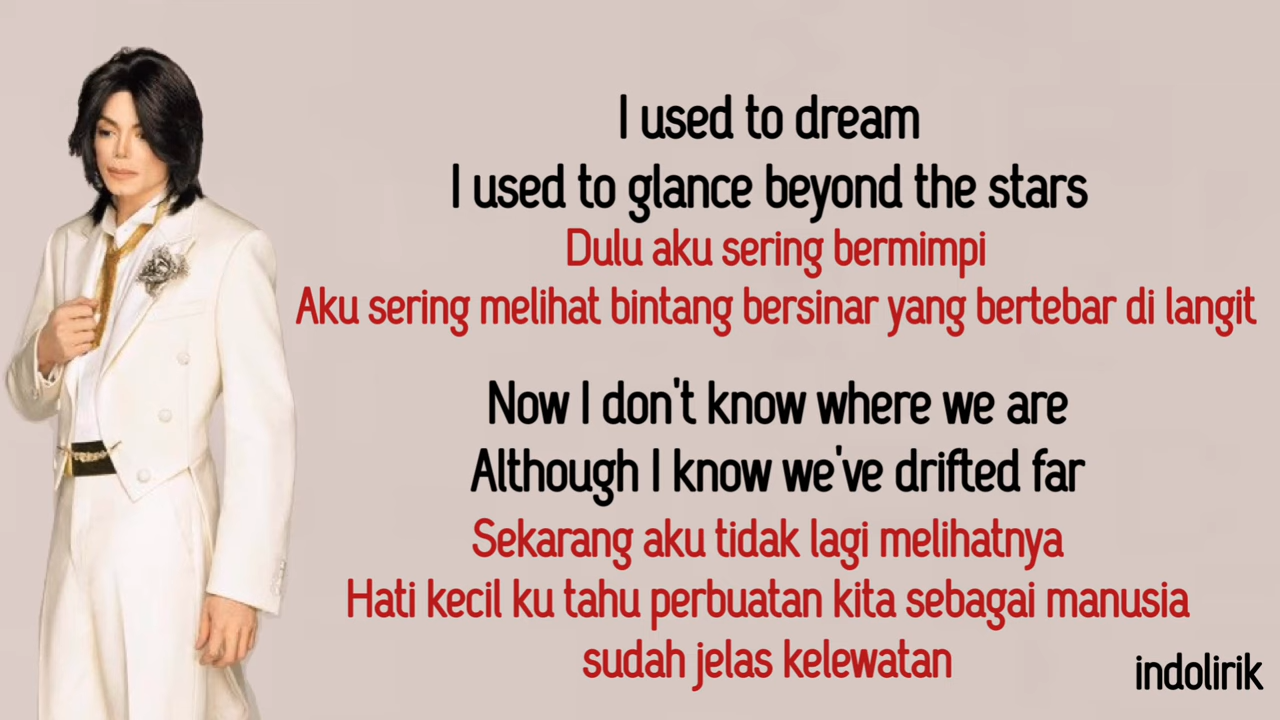 I used to dream
I used to glance beyond the stars
Dulu aku sering bermimpi
Aku sering melihat bintang bersinar yang bertebar di langit
Now I don't know where we are
Although I know we've drifted far
Sekarang aku tidak lagi melihatnya
Hati kecil ku tahu perbuatan kita sebagai manusia
sudah jelas kelewatan
indolirik